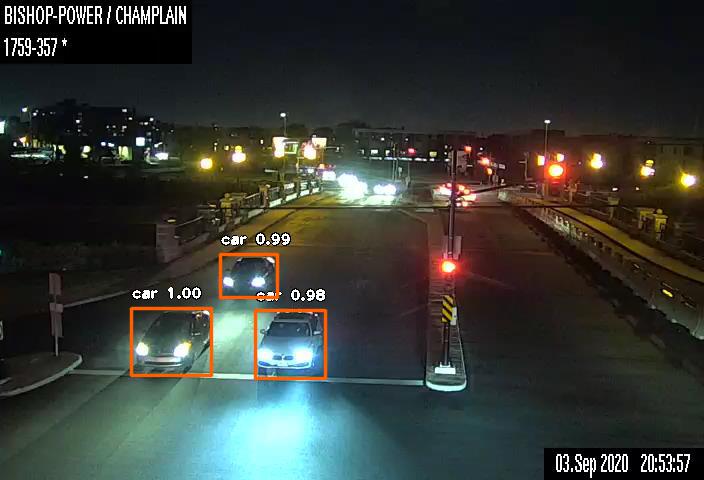 BISHOP-POWER / CHAMPLAIN
1759-357 *
car 0.99
car 1.00
car 0.98
03.Sep 2020 20:53:57